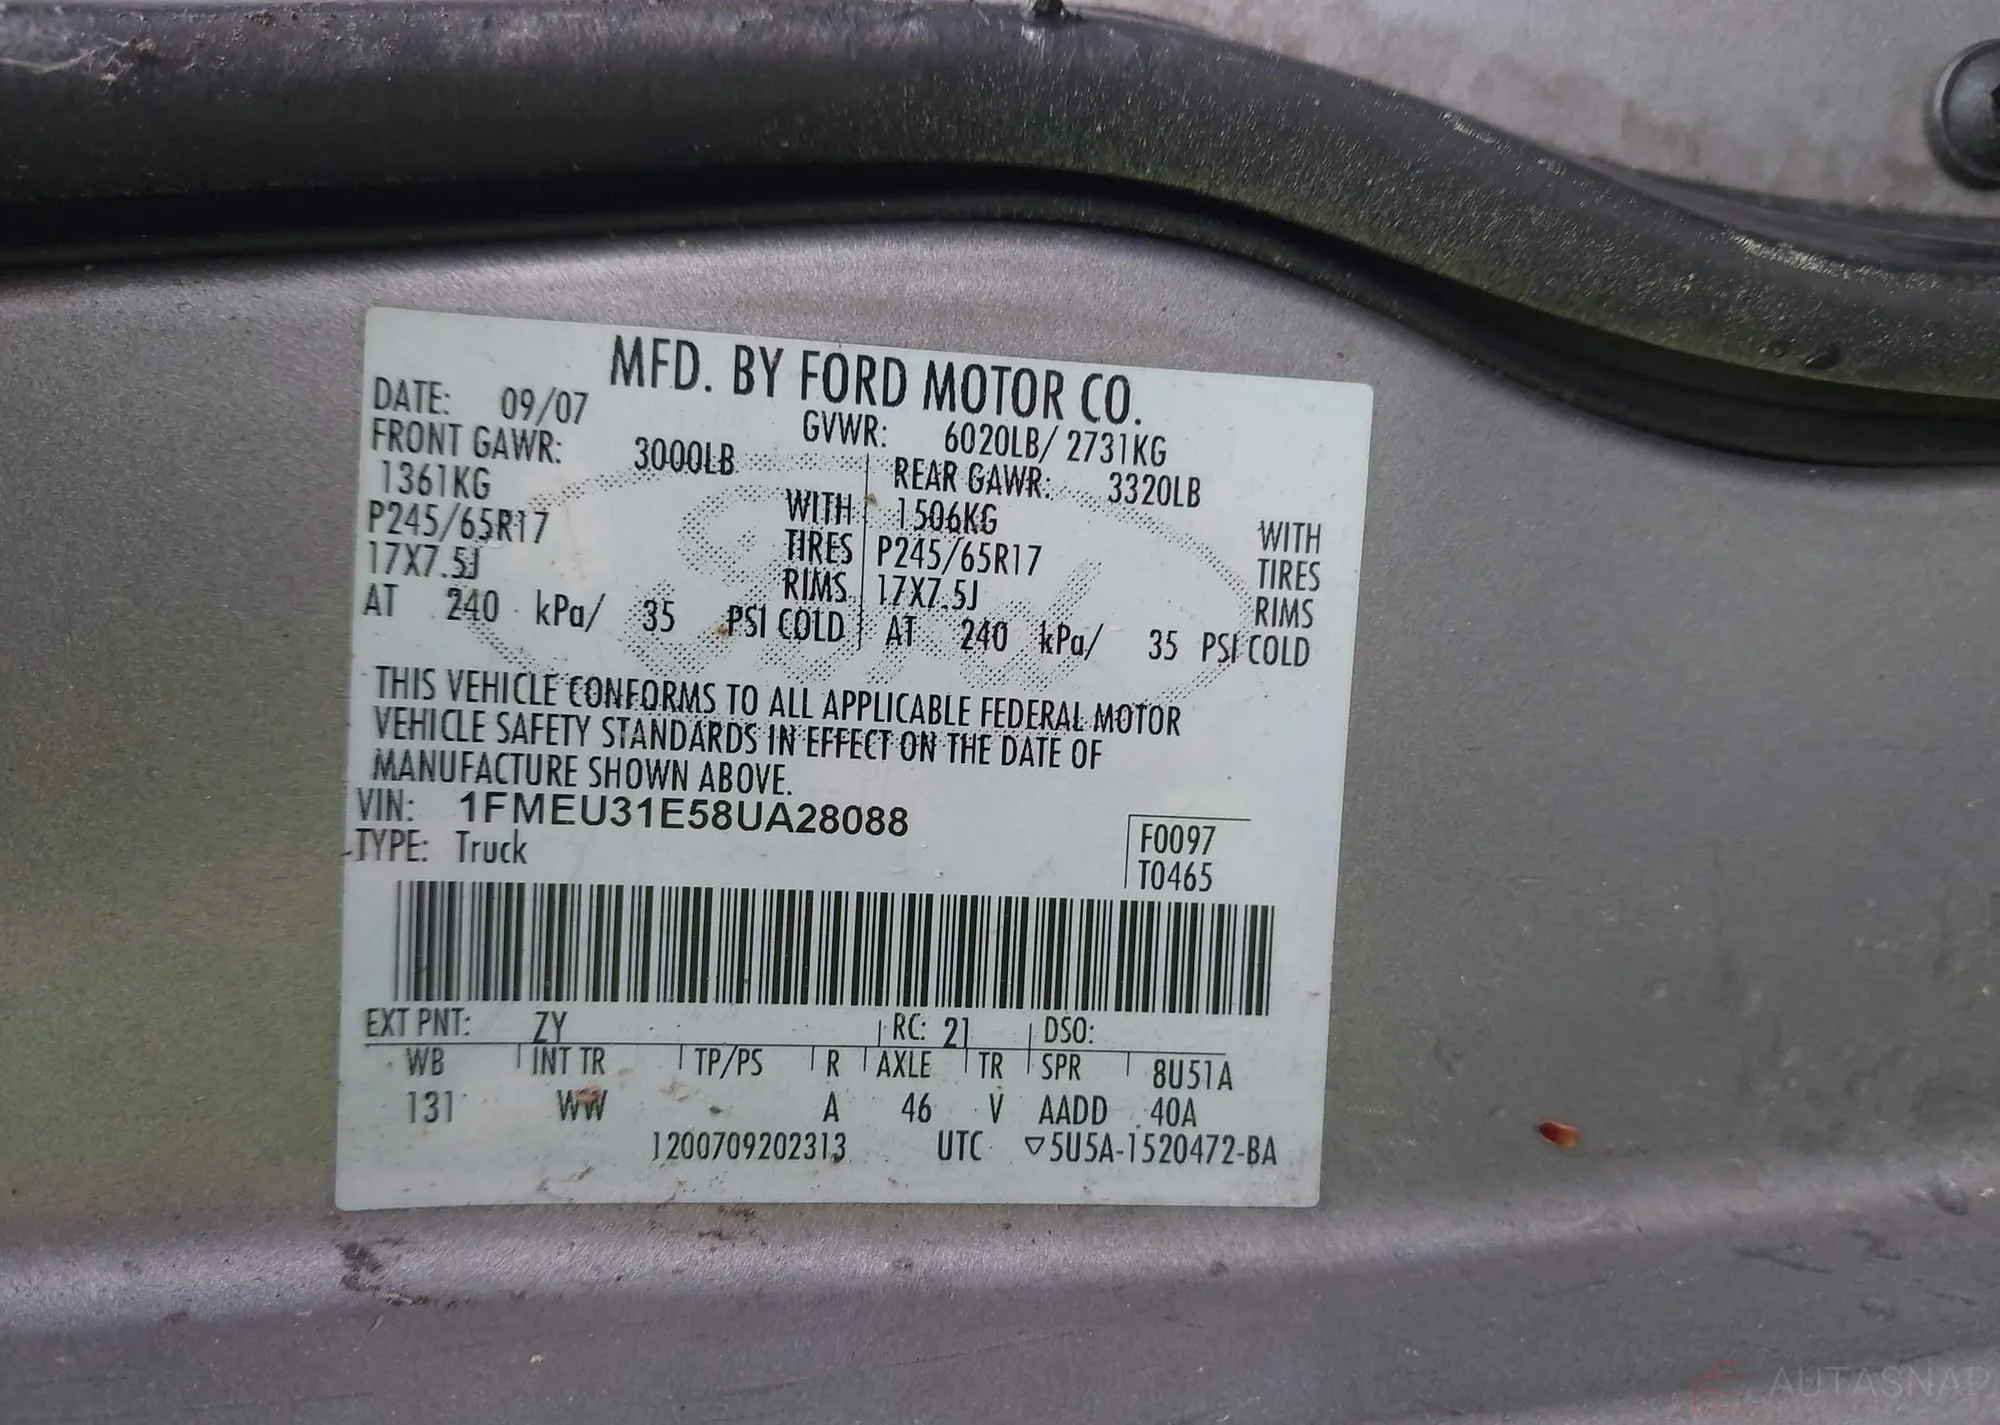 MFD. BY FORD MOTOR CO.
DATE: 09/07 GVWR: 6020LB/ 2731KG
FRONT GAWR: 3000LB REAR GAWR: 3320LB
1361KG WITH 1506KG WITH
P245/65R17 TIRES P245/65R17 TIRES
17X7.5J RIMS 17X7.5J RIMS
AT 240 kPa/ 35 PSI COLD AT 240 kPa/ 35 PSI COLD
THIS VEHICLE CONFORMS TO ALL APPLICABLE FEDERAL MOTOR
VEHICLE SAFETY STANDARDS IN EFFECT ON THE DATE OF
MANUFACTURE SHOWN ABOVE.
VIN: 1FMEU31E58UA28088
TYPE: Truck
F0097
T0465
EXT PNT: ZY RC: 21 DSO:
WB INT TR TP/PS R AXLE TR SPR 8U51A
131 WW A 46 V AADD 40A
1200709202313 UTC ▽5U5A-1520472-BA
Ford
AUTASNAP